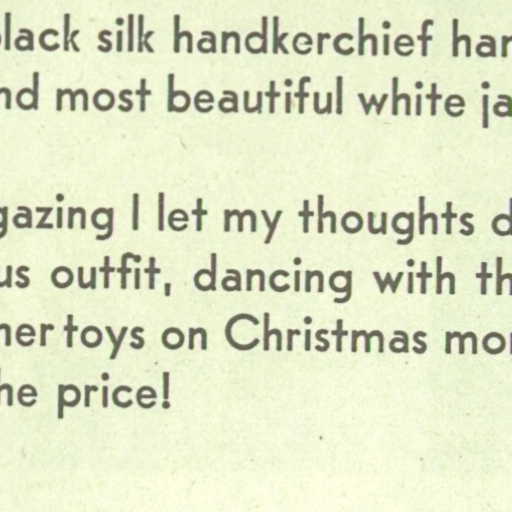 black silk handkerchief har
nd most beautiful white ja
gazing I let my thoughts d
us outfit, dancing with th
her toys on Christmas mor
he price!